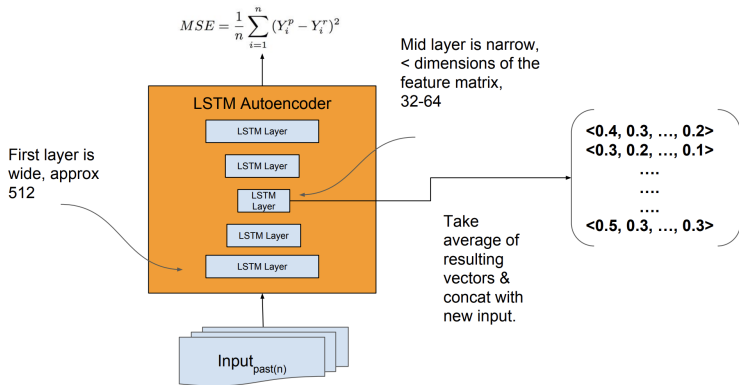 MSE = \frac{1}{n} \sum_{i=1}^{n} (Y_i^p - Y_i^r)^2
Mid layer is narrow,
< dimensions of the
feature matrix,
32-64
LSTM Autoencoder
LSTM Layer
LSTM Layer
LSTM
Layer
LSTM Layer
LSTM Layer
First layer is
wide, approx
512
<0.4, 0.3, …, 0.2>
<0.3, 0.2, …, 0.1>
….
….
….
<0.5, 0.3, …, 0.3>
Take
average of
resulting
vectors &
concat with
new input.
Input_past(n)